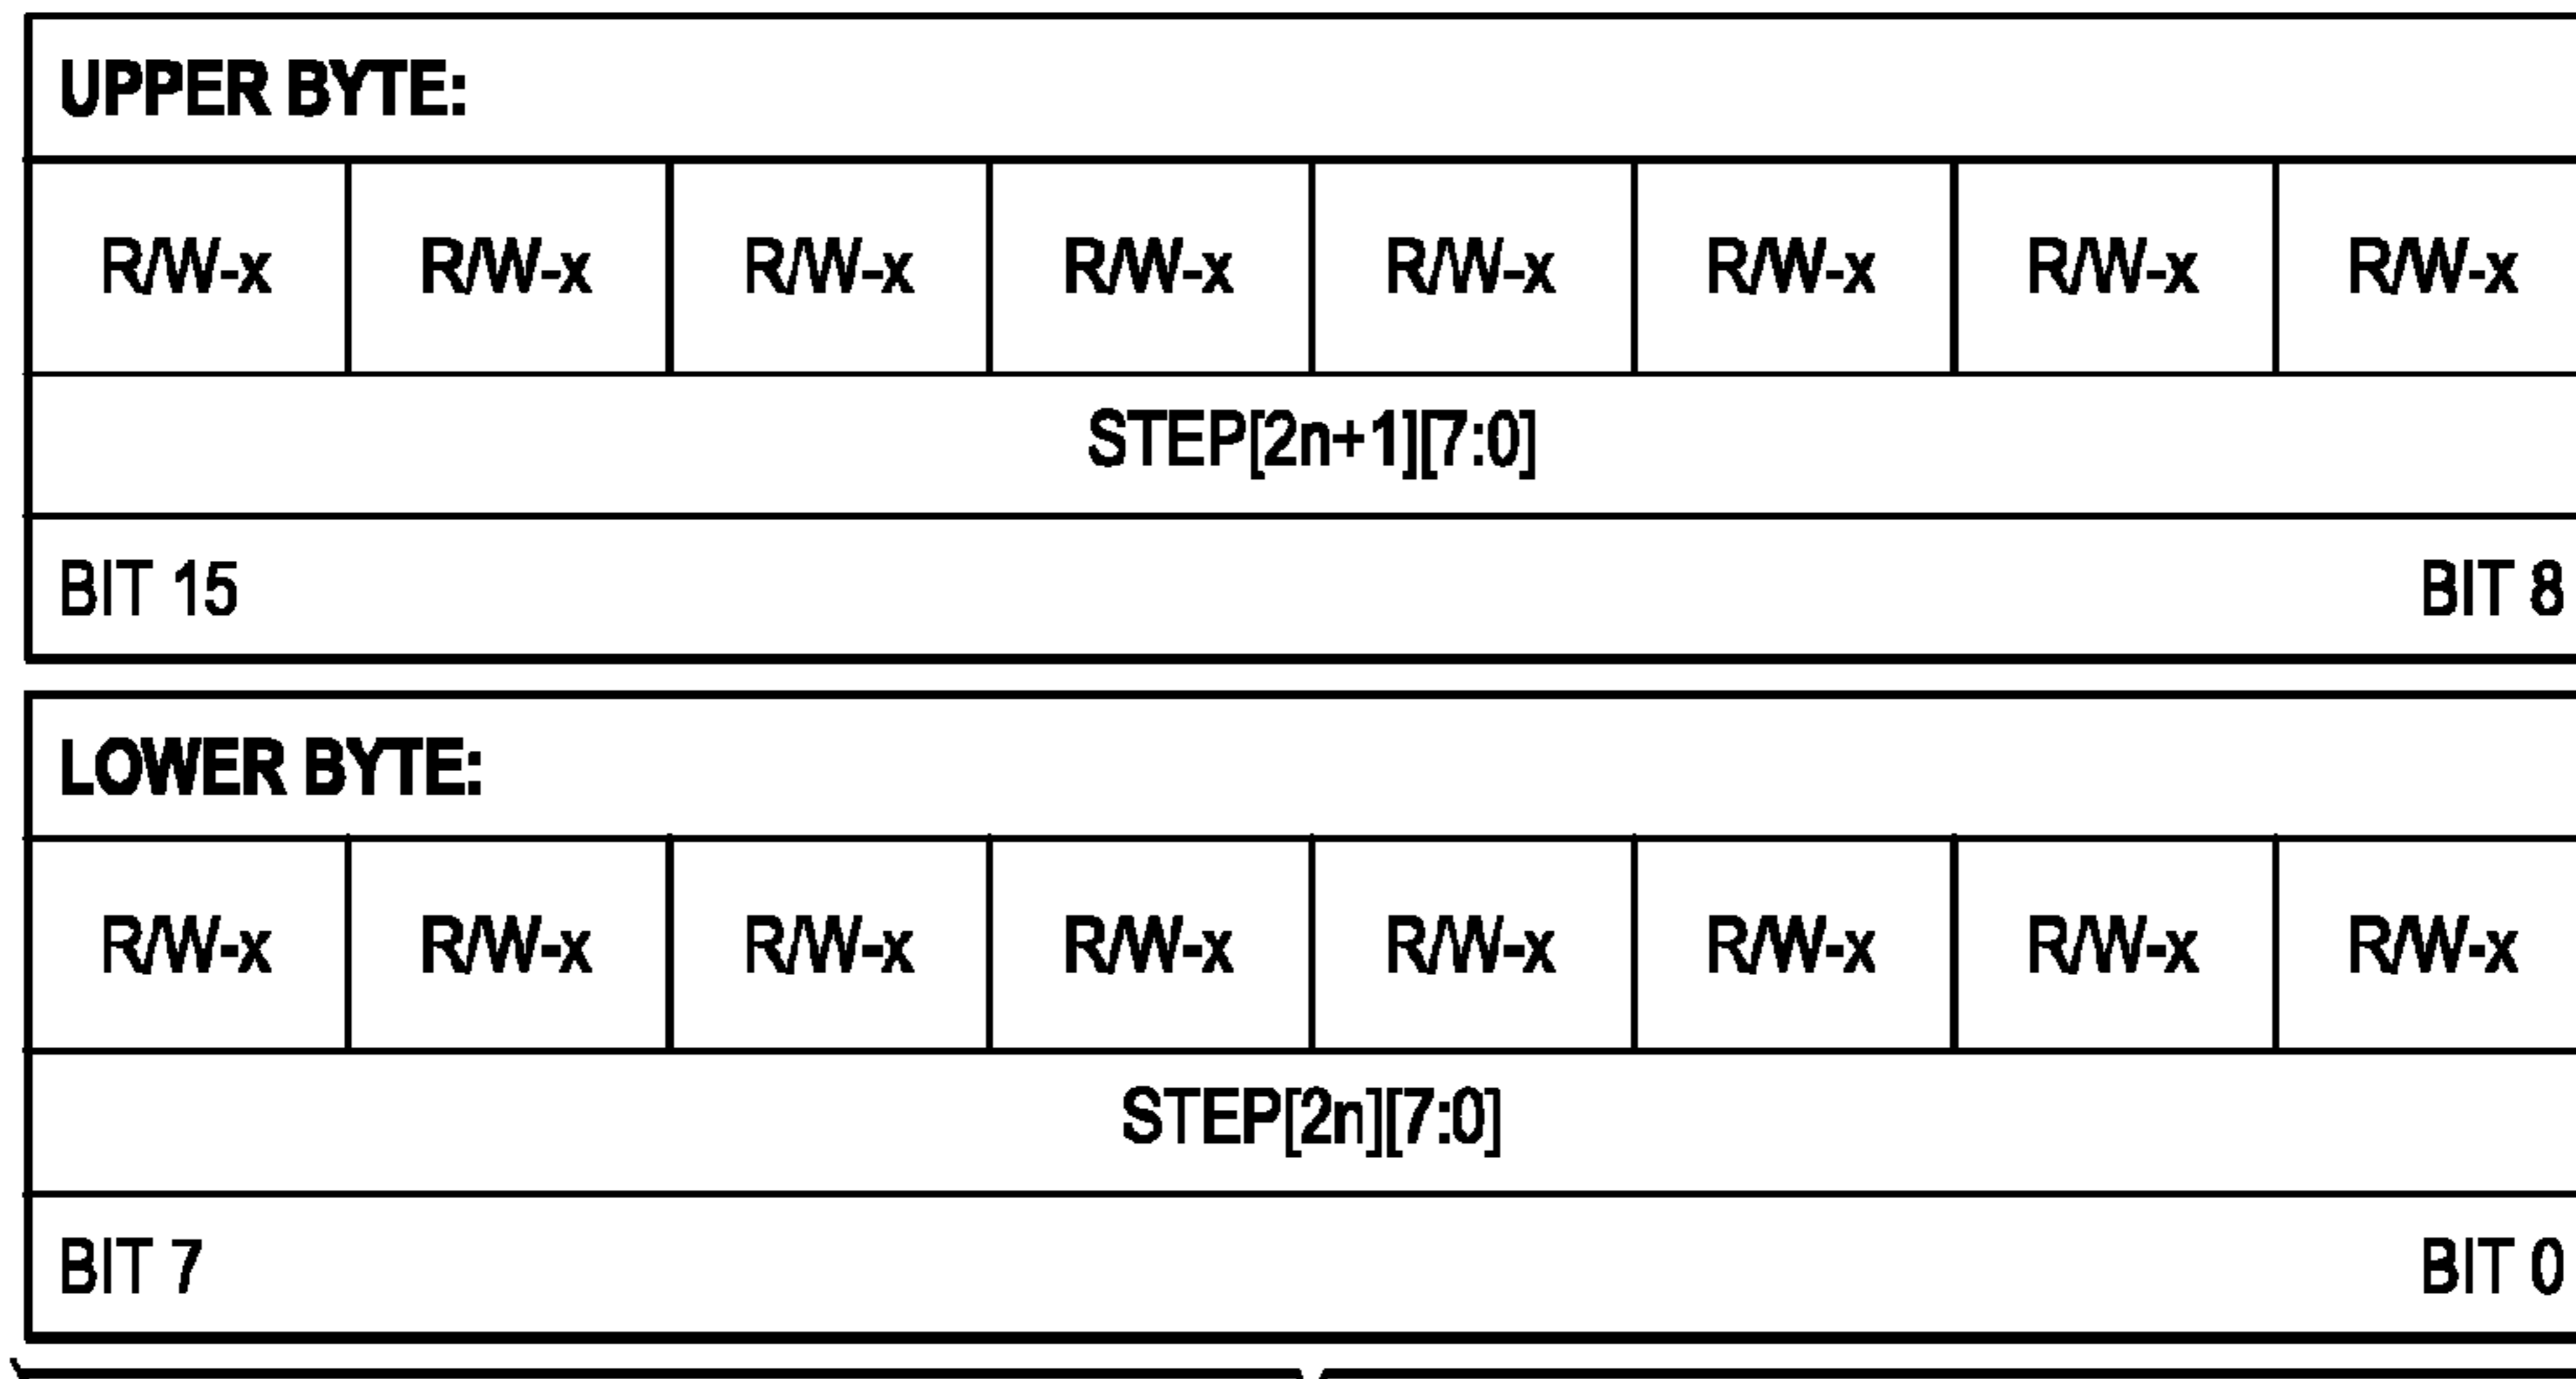 UPPER BYTE:
R/W-x R/W-x R/W-x R/W-x R/W-x R/W-x R/W-x R/W-x
STEP[2n+1][7:0]
BIT 15 BIT 8
LOWER BYTE:
R/W-x R/W-x R/W-x R/W-x R/W-x R/W-x R/W-x R/W-x
STEP[2n][7:0]
BIT 7 BIT 0